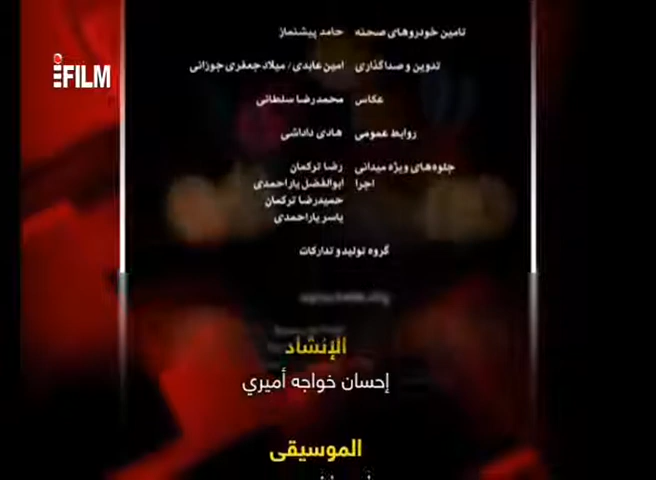 iFILM
تامین خودروهای صحنه حامد پیشنماز
تدوین و صداگذاری امین عابدی / میلاد جعفری جوزانی
عکاس محمدرضا سلطانی
روابط عمومی هادی داداشی
جلوه‌های ویژه میدانی رضا ترکمان
اجرا ابوالفضل یاراحمدی
حمیدرضا ترکمان
یاسر یاراحمدی
گروه تولید و تدارکات
الإنشاد
إحسان خواجه أميري
الموسيقى